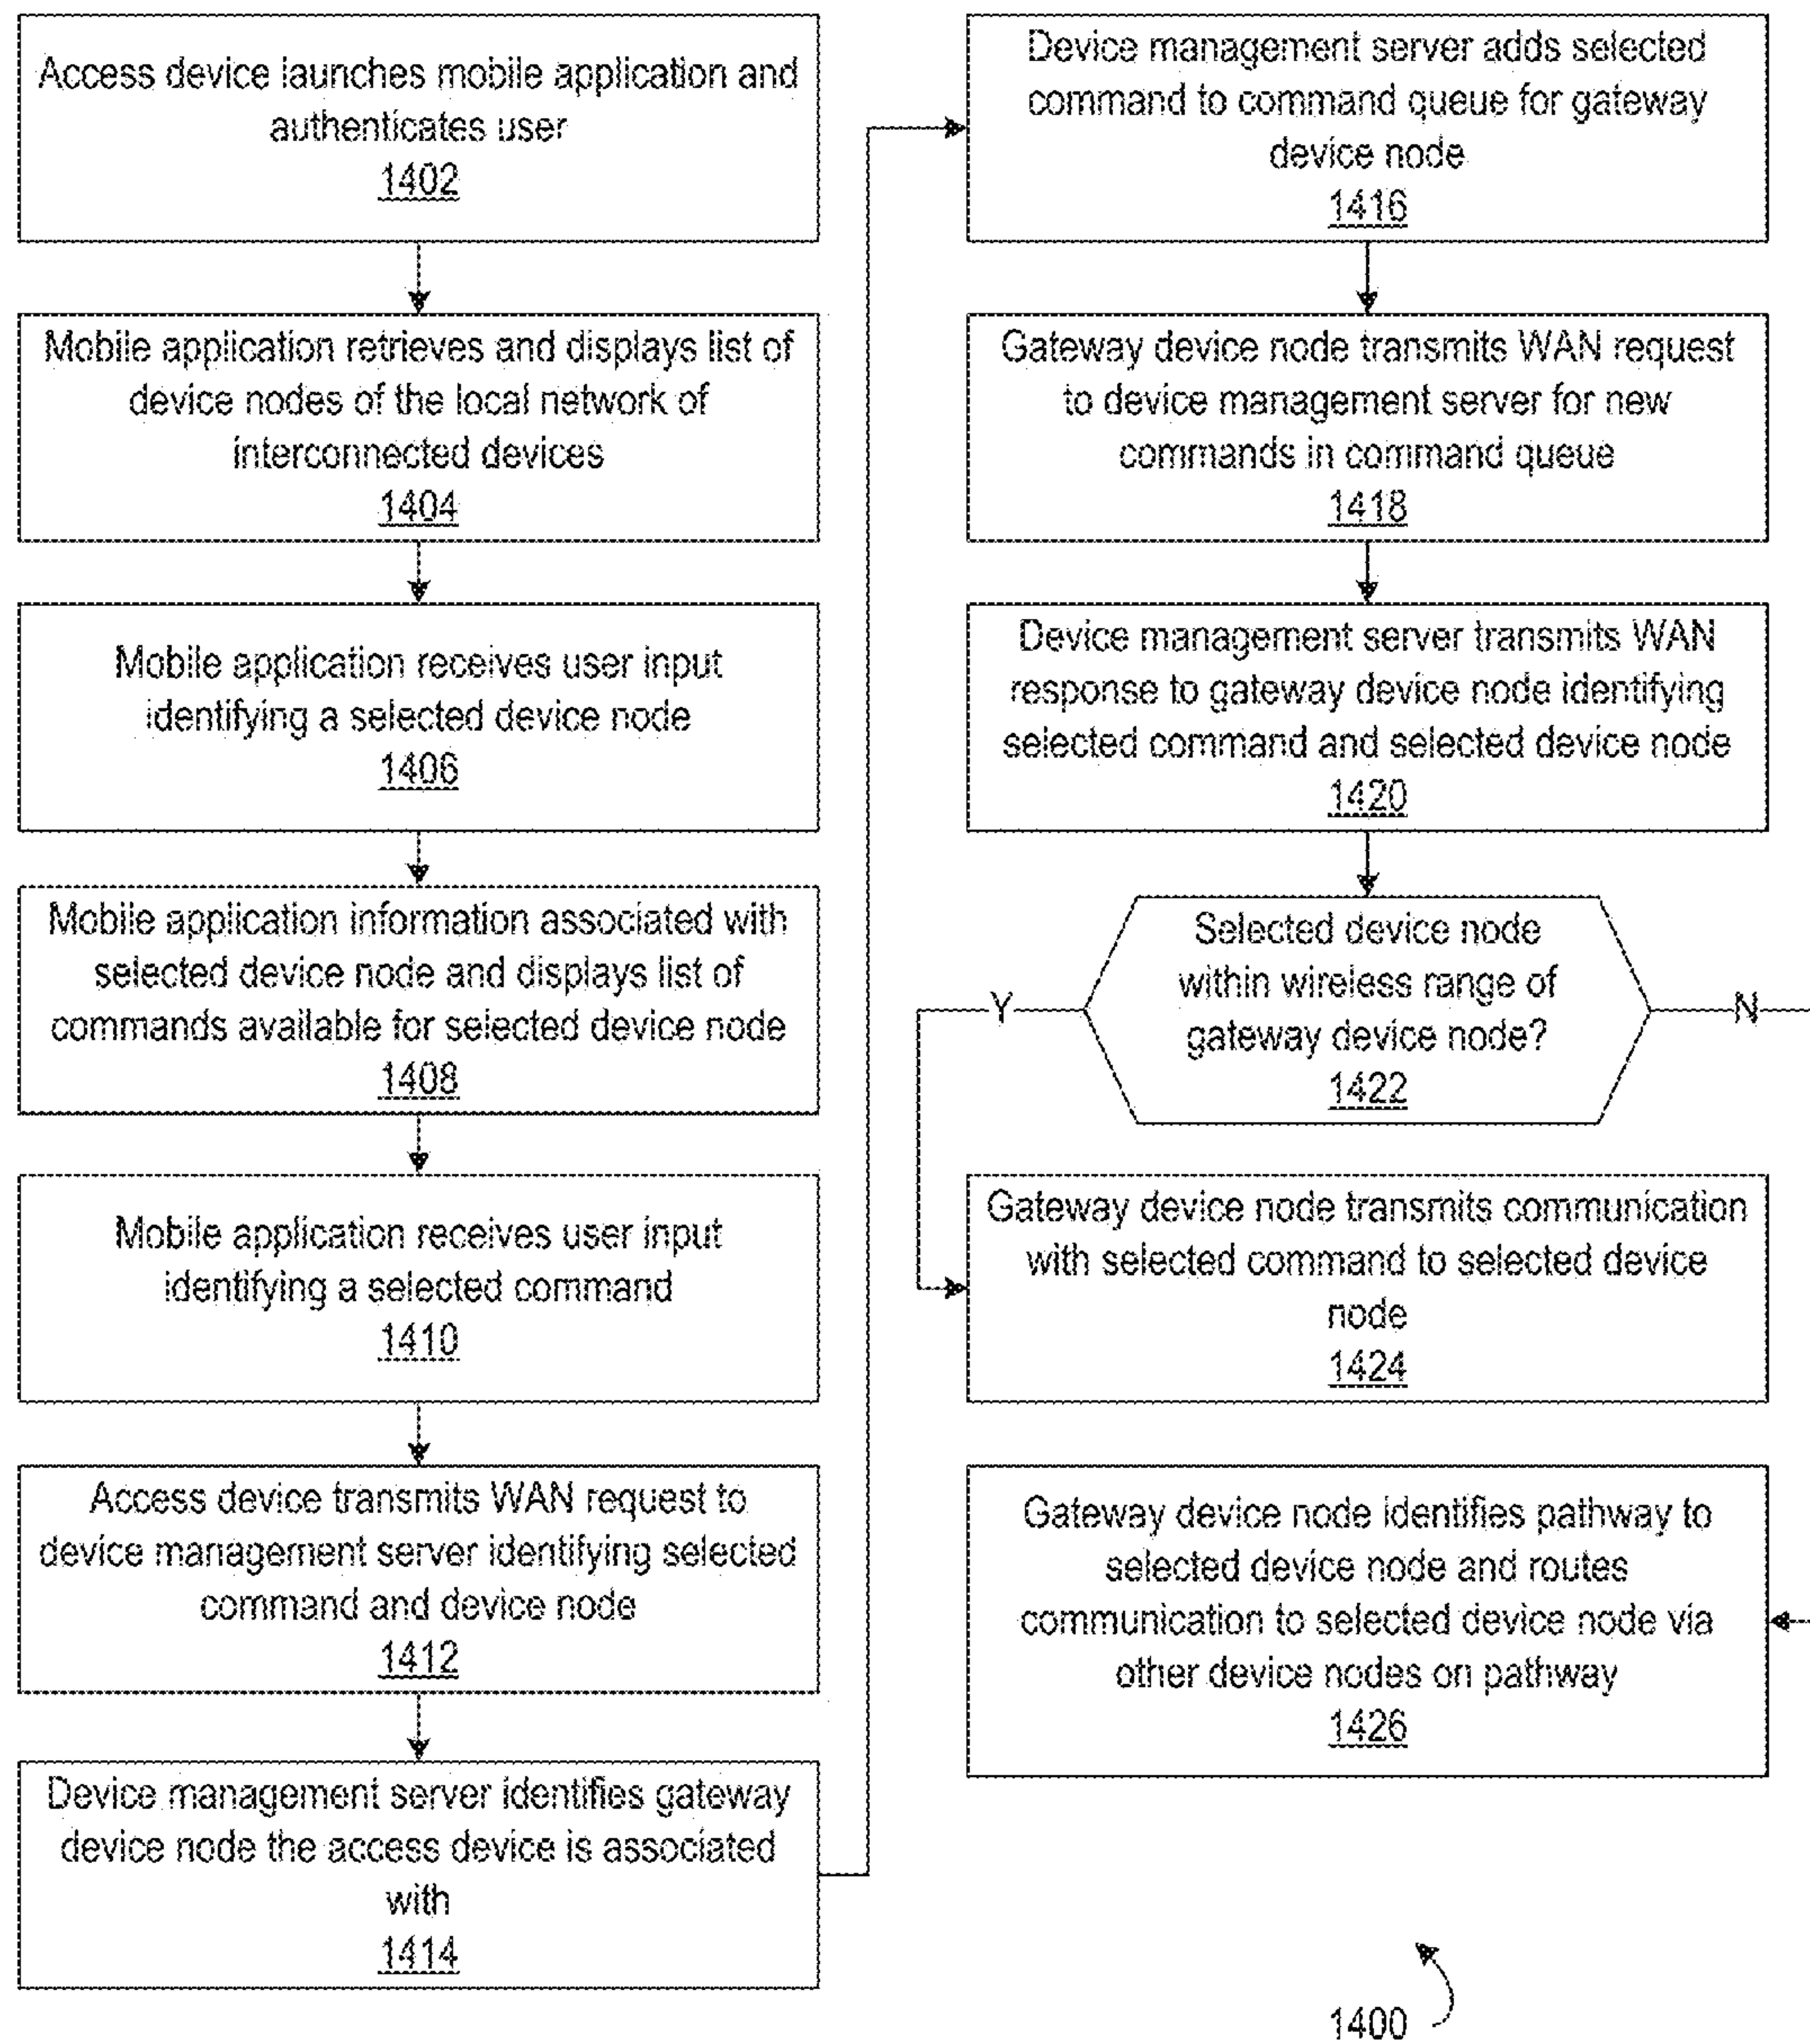 Access device launches mobile application and
authenticates user
1402
Mobile application retrieves and displays list of
device nodes of the local network of
interconnected devices
1404
Mobile application receives user input
identifying a selected device node
1406
Mobile application information associated with
selected device node and displays list of
commands available for selected device node
1408
Mobile application receives user input
identifying a selected command
1410
Access device transmits WAN request to
device management server identifying selected
command and device node
1412
Device management server identifies gateway
device node the access device is associated
with
1414
Device management server adds selected
command to command queue for gateway
device node
1416
Gateway device node transmits WAN request
to device management server for new
commands in command queue
1418
Device management server transmits WAN
response to gateway device node identifying
selected command and selected device node
1420
Selected device node
within wireless range of
gateway device node?
1422
Y
N
Gateway device node transmits communication
with selected command to selected device
node
1424
Gateway device node identifies pathway to
selected device node and routes
communication to selected device node via
other device nodes on pathway
1426
1400